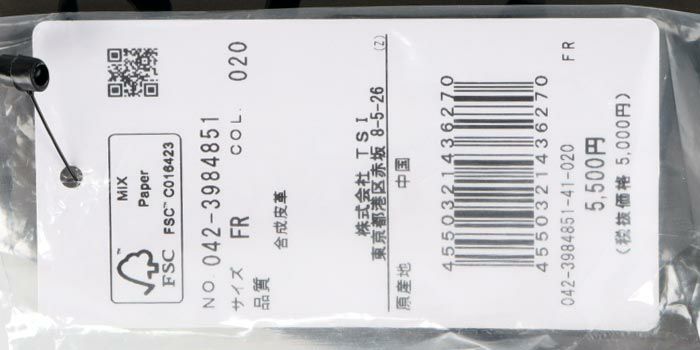 MIX
Paper
FSC™ C016423
FSC
NO. 042-3984851
COL. 020
サイズ FR
品質
合成皮革
株式会社 TSI
東京都港区赤坂 8-5-26
(Z)
原産地 中国
4550321436270
4550321436270
FR
042-3984851-41-020
5,500円
(税抜価格 5,000円)